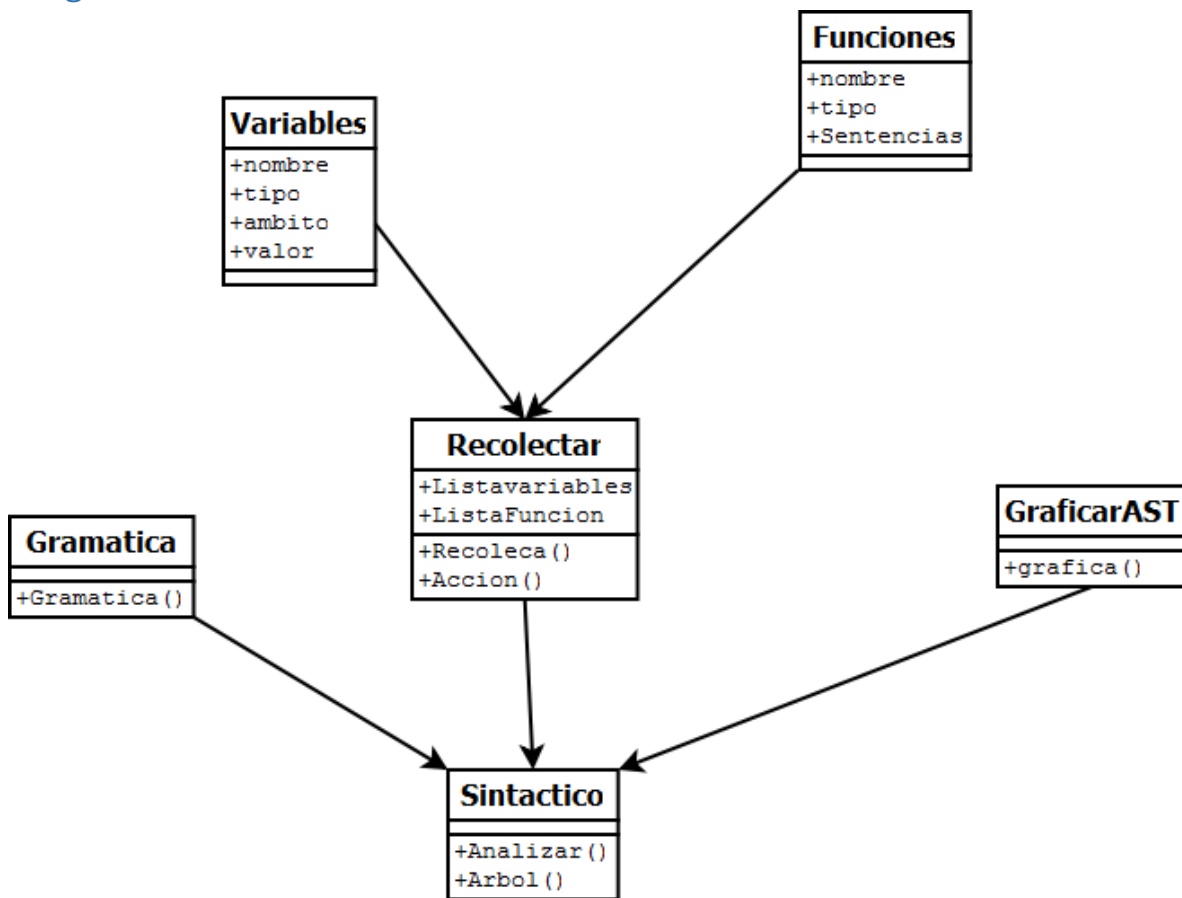 Funciones
+nombre
+tipo
+Sentencias
Variables
+nombre
+tipo
+ambito
+valor
Recolectar
+Listavariables
+ListaFuncion
+Recoleca()
+Accion()
Gramatica
+Gramatica()
GraficarAST
+grafica()
Sintactico
+Analizar()
+Arbol()